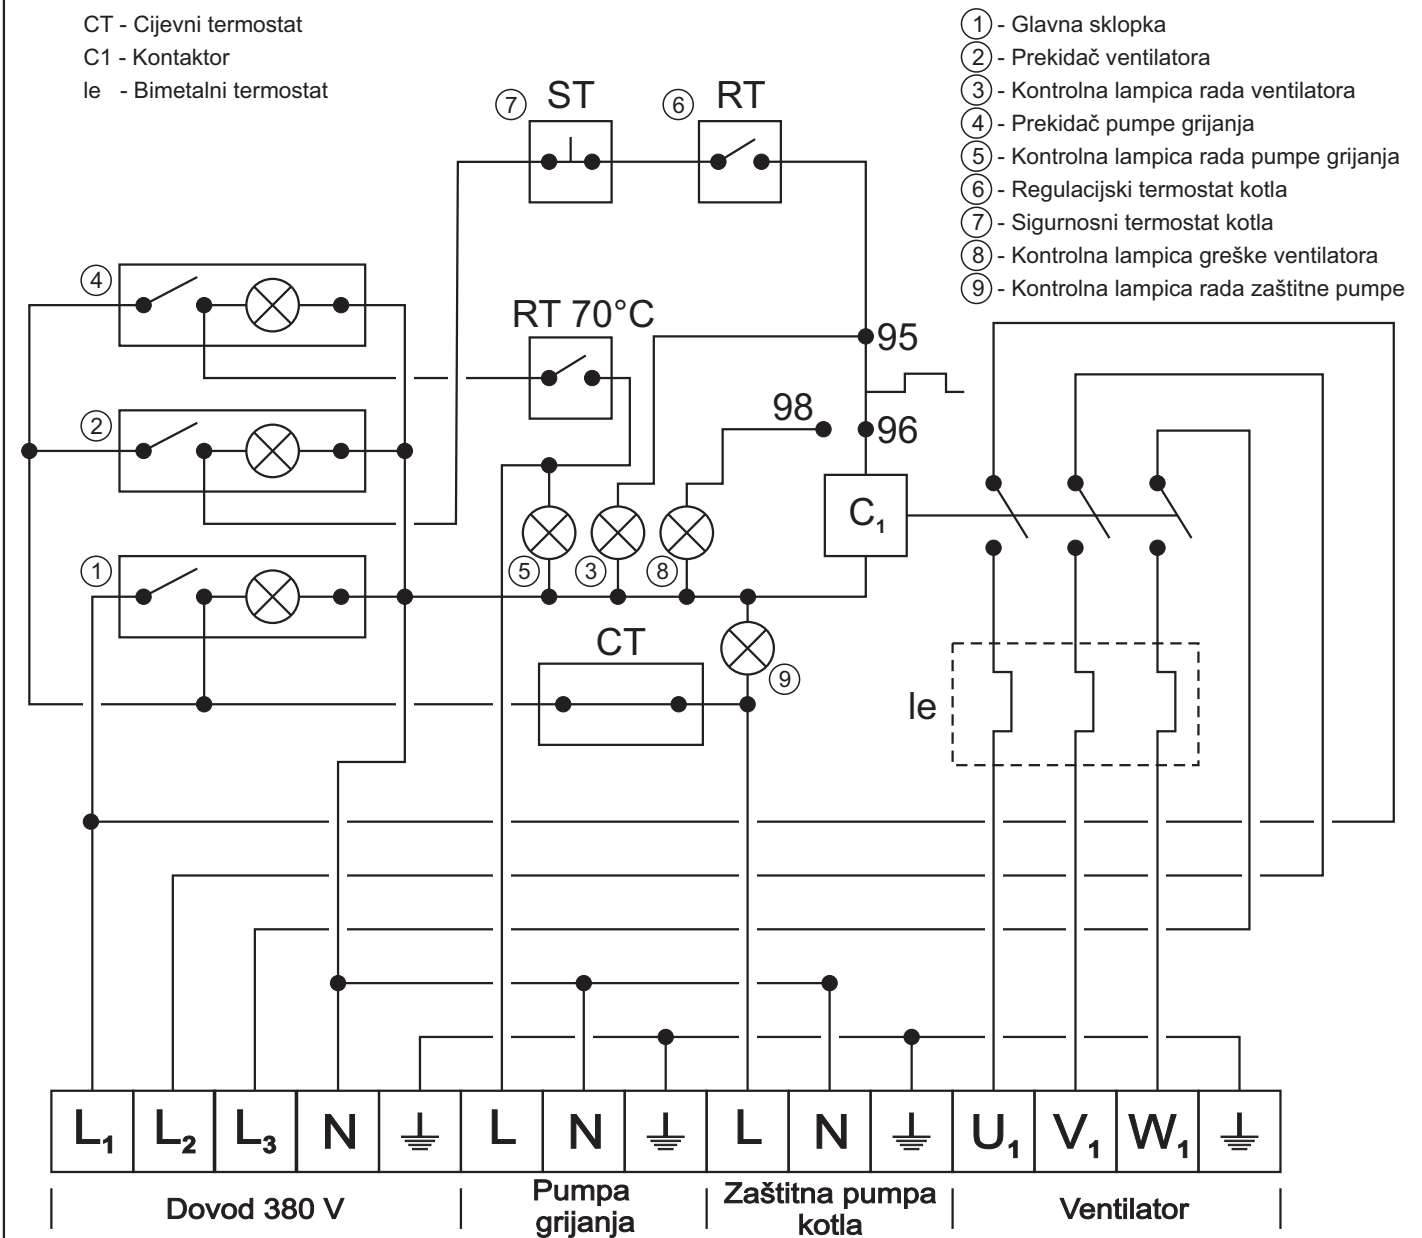 CT - Cijevni termostat
C1 - Kontaktor
le - Bimetalni termostat
1 - Glavna sklopka
2 - Prekidač ventilatora
3 - Kontrolna lampica rada ventilatora
4 - Prekidač pumpe grijanja
5 - Kontrolna lampica rada pumpe grijanja
6 - Regulacijski termostat kotla
7 - Sigurnosni termostat kotla
8 - Kontrolna lampica greške ventilatora
9 - Kontrolna lampica rada zaštitne pumpe
7 ST
6 RT
4
RT 70°C
95
2
98
96
C1
1
5
3
8
CT
9
le
L1 L2 L3 N L N L N U1 V1 W1
Dovod 380 V
Pumpa
grijanja
Zaštitna pumpa
kotla
Ventilator